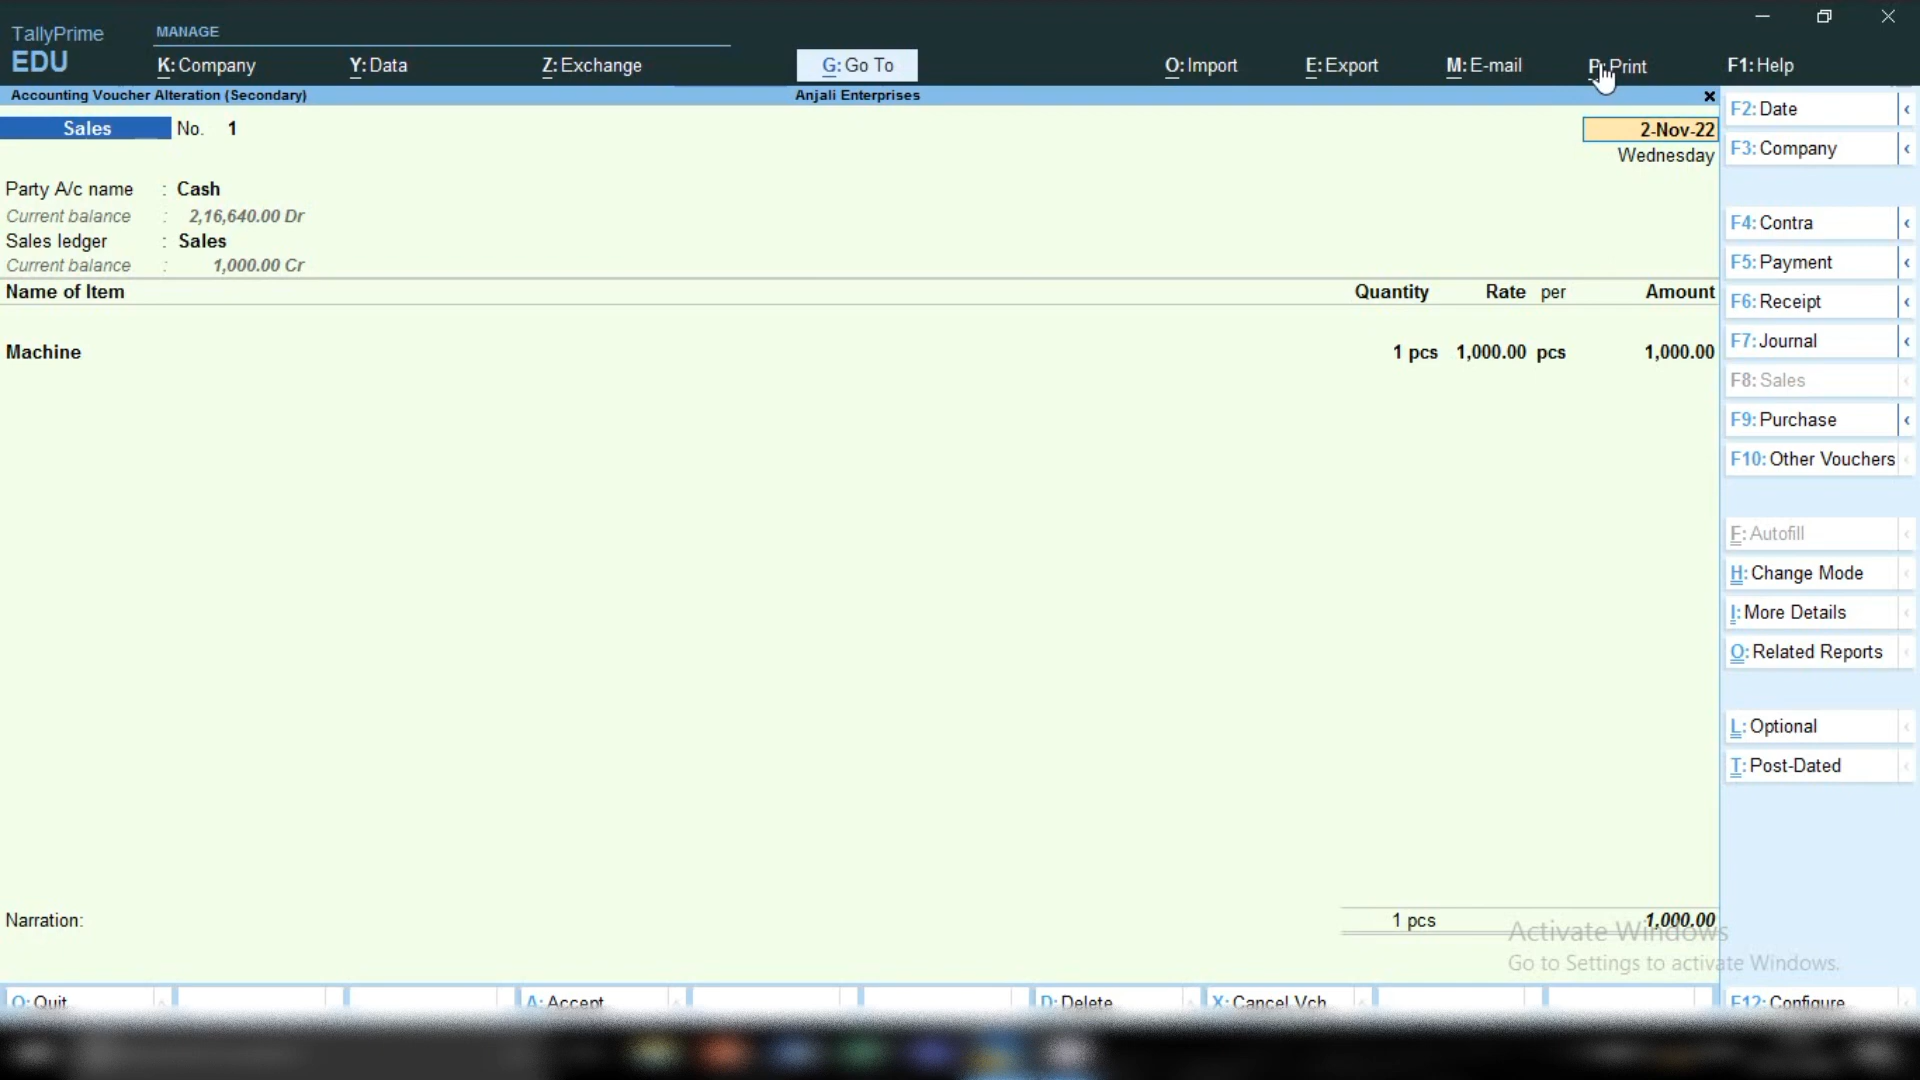 TallyPrime
EDU
MANAGE
K: Company
Y: Data
Z: Exchange
G: Go To
O: Import
E: Export
M: E-mail
P: Print
F1: Help
Accounting Voucher Alteration (Secondary)
Anjali Enterprises
Sales No. 1
2-Nov-22
Wednesday
Party A/c name : Cash
Current balance : 2,16,640.00 Dr
Sales ledger : Sales
Current balance : 1,000.00 Cr
Name of Item Quantity Rate per Amount
Machine 1 pcs 1,000.00 pcs 1,000.00
Narration: 1 pcs 1,000.00
F2: Date
F3: Company
F4: Contra
F5: Payment
F6: Receipt
F7: Journal
F8: Sales
F9: Purchase
F10: Other Vouchers
F: Autofill
H: Change Mode
I: More Details
O: Related Reports
L: Optional
T: Post-Dated
Activate Windows
Go to Settings to activate Windows.
Q: Quit
A: Accept
D: Delete
X: Cancel Vch
F12: Configure